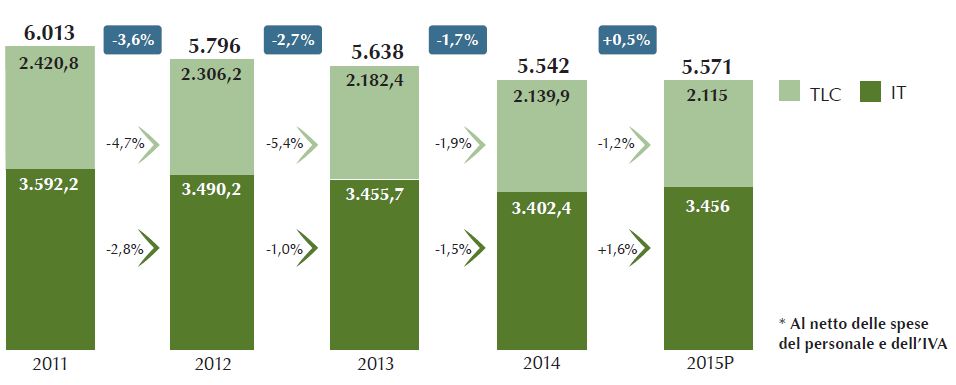 6.013 -3,6% 5.796 -2,7% 5.638 -1,7% 5.542 +0,5% 5.571
2.420,8 2.306,2 2.182,4 2.139,9 2.115
TLC IT
-4,7% -5,4% -1,9% -1,2%
3.592,2 3.490,2 3.455,7 3.402,4 3.456
-2,8% -1,0% -1,5% +1,6%
* Al netto delle spese
del personale e dell'IVA
2011 2012 2013 2014 2015P